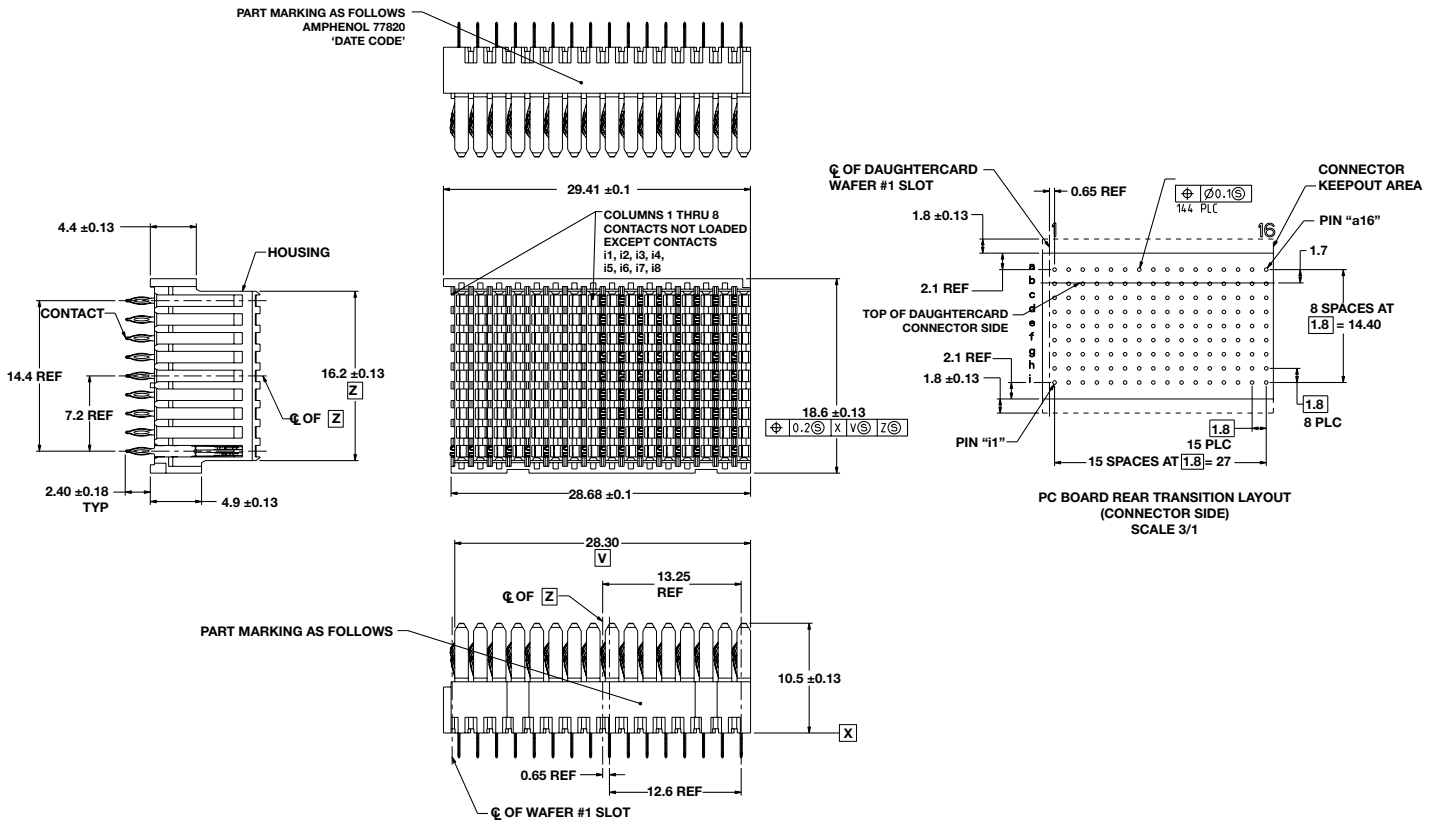 PART MARKING AS FOLLOWS
AMPHENOL 77820
'DATE CODE'
29.41 ±0.1
COLUMNS 1 THRU 8
CONTACTS NOT LOADED
EXCEPT CONTACTS
i1, i2, i3, i4,
i5, i6, i7, i8
4.4 ±0.13
HOUSING
CONTACT
14.4 REF
7.2 REF
16.2 ±0.13
Z
℄ OF Z
2.40 ±0.18
TYP
4.9 ±0.13
18.6 ±0.13
⌖ 0.2Ⓢ X VⓈ ZⓈ
28.68 ±0.1
℄ OF DAUGHTERCARD
WAFER #1 SLOT
0.65 REF
⌖ Ø0.1Ⓢ
144 PLC
CONNECTOR
KEEPOUT AREA
1.8 ±0.13
1
16
PIN “a16”
1.7
a
b
c
d
e
f
g
h
i
2.1 REF
TOP OF DAUGHTERCARD
CONNECTOR SIDE
8 SPACES AT
1.8 = 14.40
2.1 REF
1.8 ±0.13
1.8
8 PLC
PIN “i1”
1.8
15 PLC
15 SPACES AT 1.8 = 27
PC BOARD REAR TRANSITION LAYOUT
(CONNECTOR SIDE)
SCALE 3/1
28.30
V
13.25
REF
℄ OF Z
PART MARKING AS FOLLOWS
10.5 ±0.13
X
0.65 REF
12.6 REF
℄ OF WAFER #1 SLOT